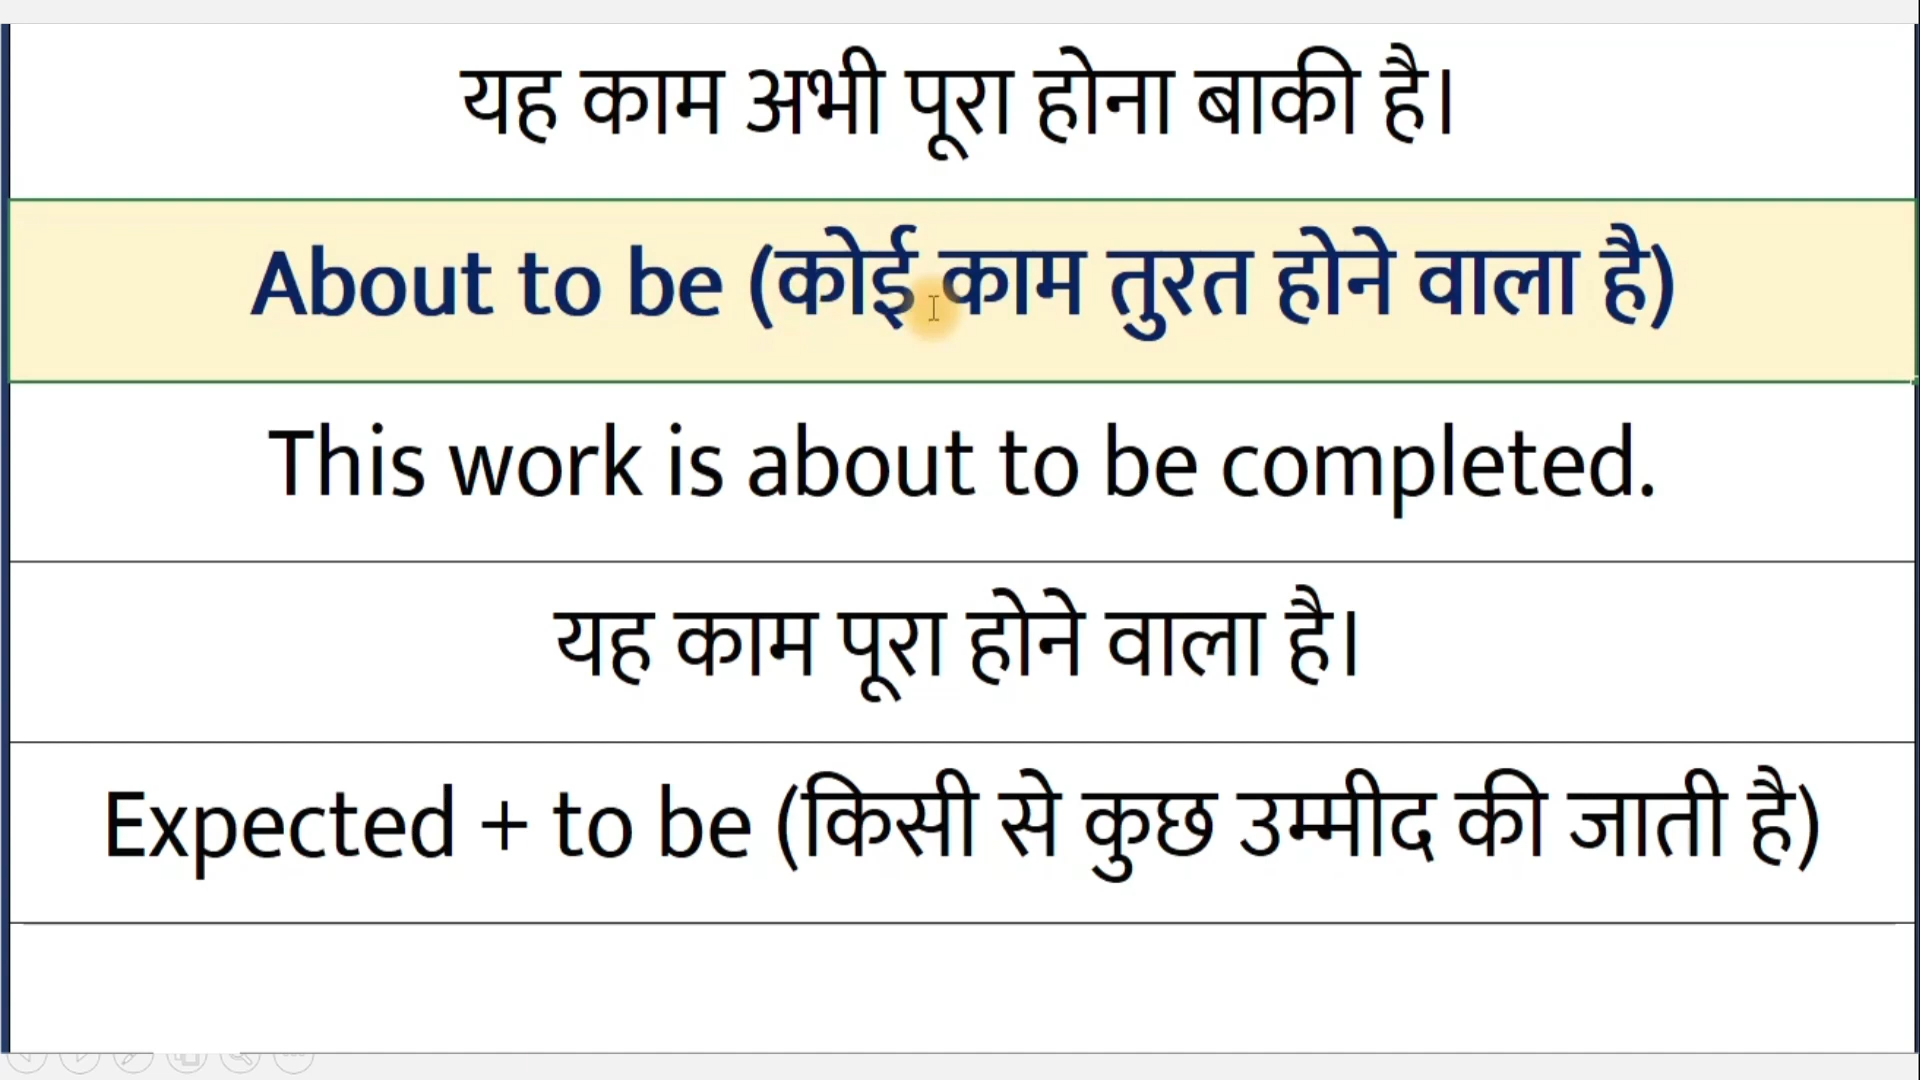 यह काम अभी पूरा होना बाकी है।
About to be (कोई काम तुरत होने वाला है)
This work is about to be completed.
यह काम पूरा होने वाला है।
Expected + to be (किसी से कुछ उम्मीद की जाती है)